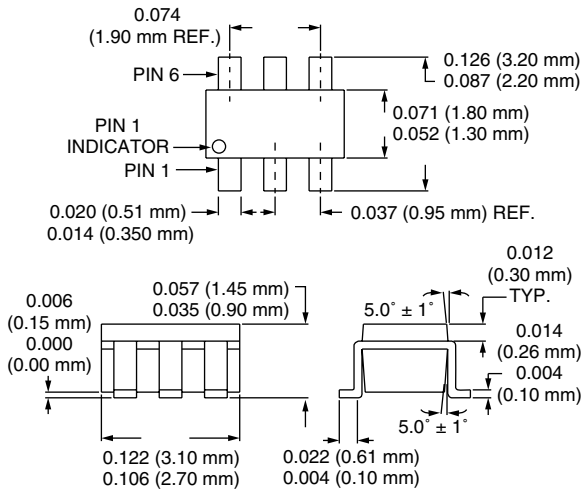 0.074
(1.90 mm REF.)
PIN 6
0.126 (3.20 mm)
0.087 (2.20 mm)
0.071 (1.80 mm)
0.052 (1.30 mm)
PIN 1
INDICATOR
PIN 1
0.020 (0.51 mm)
0.014 (0.350 mm)
0.037 (0.95 mm) REF.
0.006
(0.15 mm)
0.000
(0.00 mm)
0.057 (1.45 mm)
0.035 (0.90 mm)
0.122 (3.10 mm)
0.106 (2.70 mm)
5.0° ± 1°
0.012
(0.30 mm)
TYP.
0.014
(0.26 mm)
0.004
(0.10 mm)
5.0° ± 1°
0.022 (0.61 mm)
0.004 (0.10 mm)